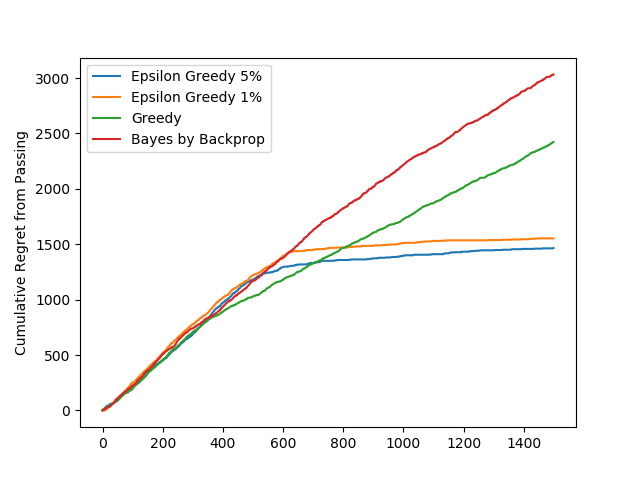 Epsilon Greedy 5%
Epsilon Greedy 1%
Greedy
Bayes by Backprop
Cumulative Regret from Passing
3000
2500
2000
1500
1000
500
0
0 200 400 600 800 1000 1200 1400